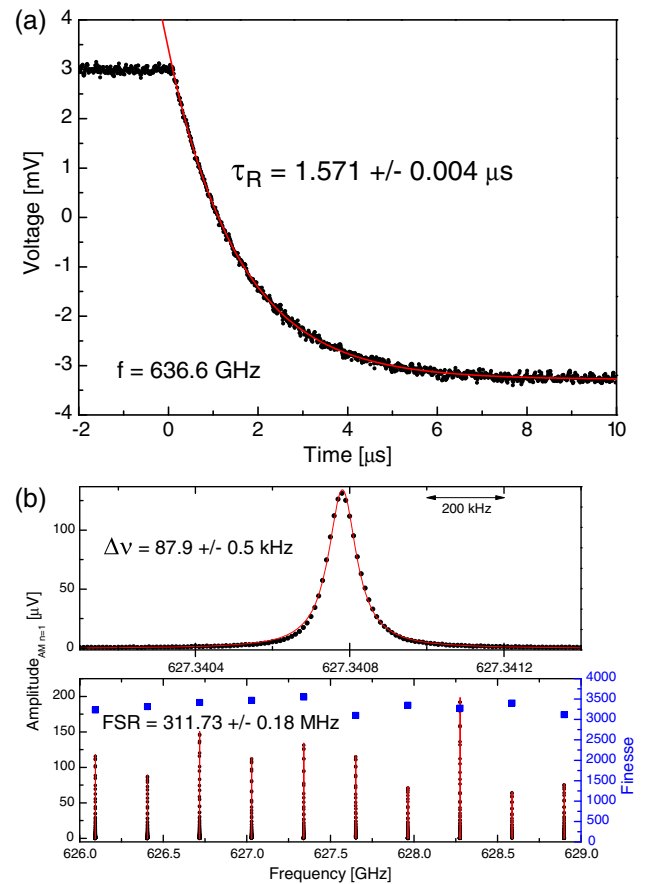 (a)
Voltage [mV]
4
3
2
1
0
-1
-2
-3
-4
τR = 1.571 +/- 0.004 μs
f = 636.6 GHz
-2 0 2 4 6 8 10
Time [μs]
(b)
Amplitude AM n=1 [μV]
100
50
0
Δν = 87.9 +/- 0.5 kHz
200 kHz
627.3404 627.3408 627.3412
200
150
100
50
0
FSR = 311.73 +/- 0.18 MHz
4000
3500
3000
2500
2000
1500
1000
500
0
Finesse
626.0 626.5 627.0 627.5 628.0 628.5 629.0
Frequency [GHz]